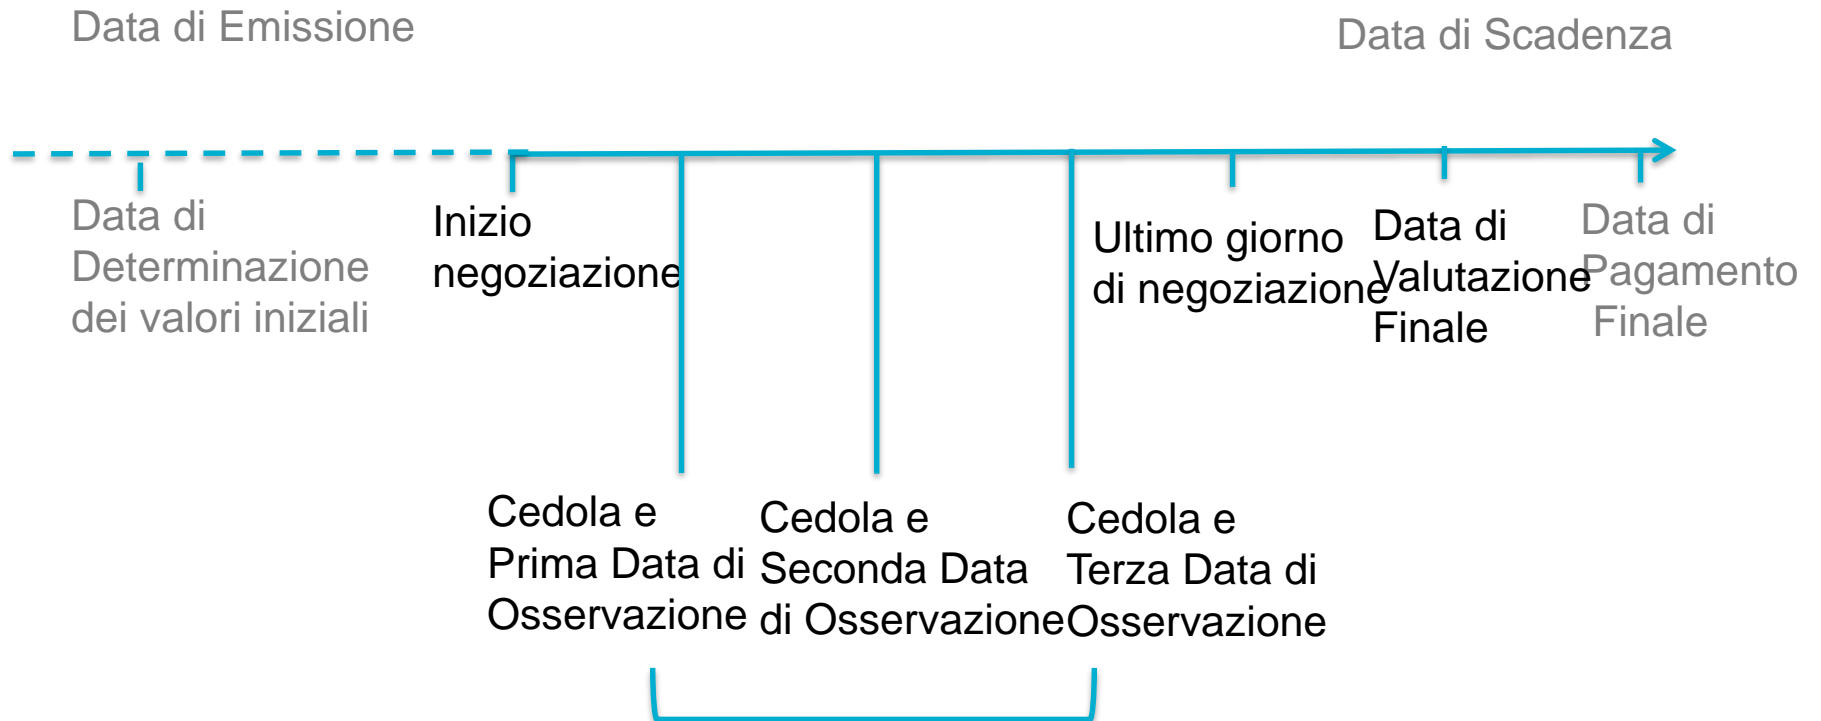 Data di Emissione
Data di Scadenza
Data di
Determinazione
dei valori iniziali
Inizio
negoziazione
Ultimo giorno
di negoziazione
Data di
Valutazione
Finale
Data di
Pagamento
Finale
Cedola e
Prima Data di
Osservazione
Cedola e
Seconda Data
di Osservazione
Cedola e
Terza Data di
Osservazione